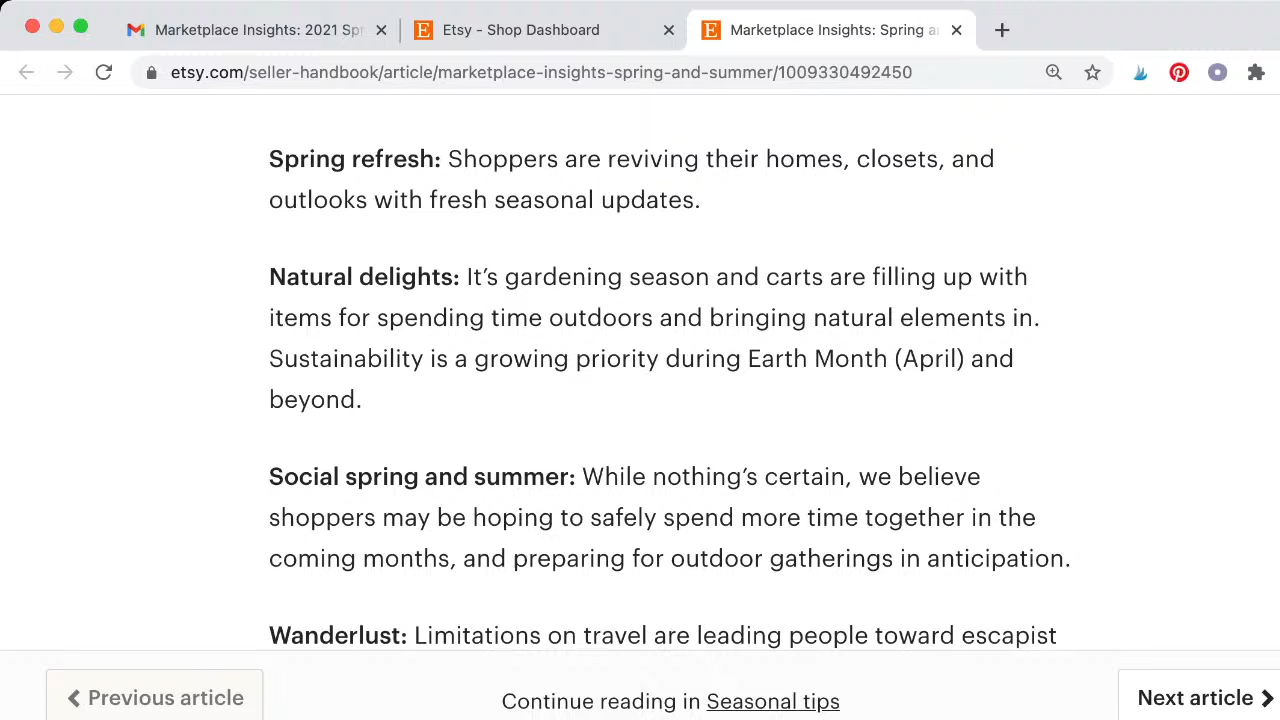 Marketplace Insights: 2021 Spr
Etsy - Shop Dashboard
Marketplace Insights: Spring a
etsy.com/seller-handbook/article/marketplace-insights-spring-and-summer/1009330492450
Spring refresh: Shoppers are reviving their homes, closets, and
outlooks with fresh seasonal updates.
Natural delights: It’s gardening season and carts are filling up with
items for spending time outdoors and bringing natural elements in.
Sustainability is a growing priority during Earth Month (April) and
beyond.
Social spring and summer: While nothing’s certain, we believe
shoppers may be hoping to safely spend more time together in the
coming months, and preparing for outdoor gatherings in anticipation.
Wanderlust: Limitations on travel are leading people toward escapist
Previous article
Continue reading in Seasonal tips
Next article